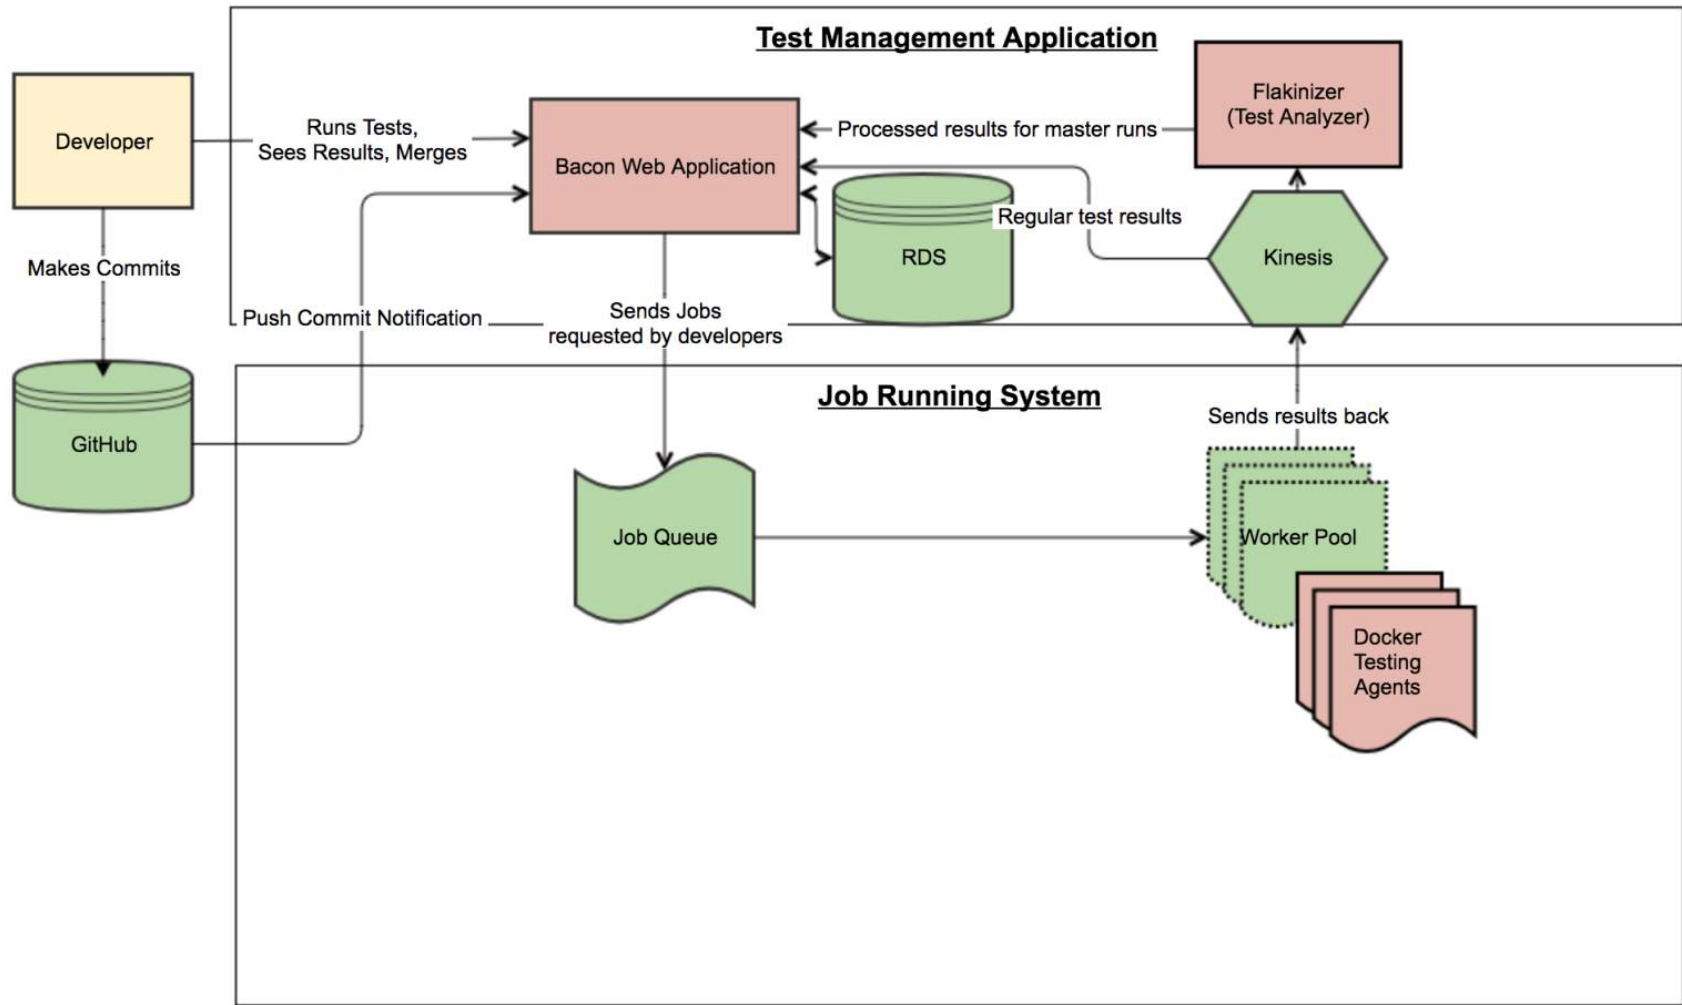 Test Management Application
Developer
Runs Tests,
Sees Results, Merges
Bacon Web Application
Processed results for master runs
Flakinizer
(Test Analyzer)
Regular test results
RDS
Kinesis
Makes Commits
Push Commit Notification
Sends Jobs
requested by developers
Job Running System
Sends results back
GitHub
Job Queue
Worker Pool
Docker
Testing
Agents